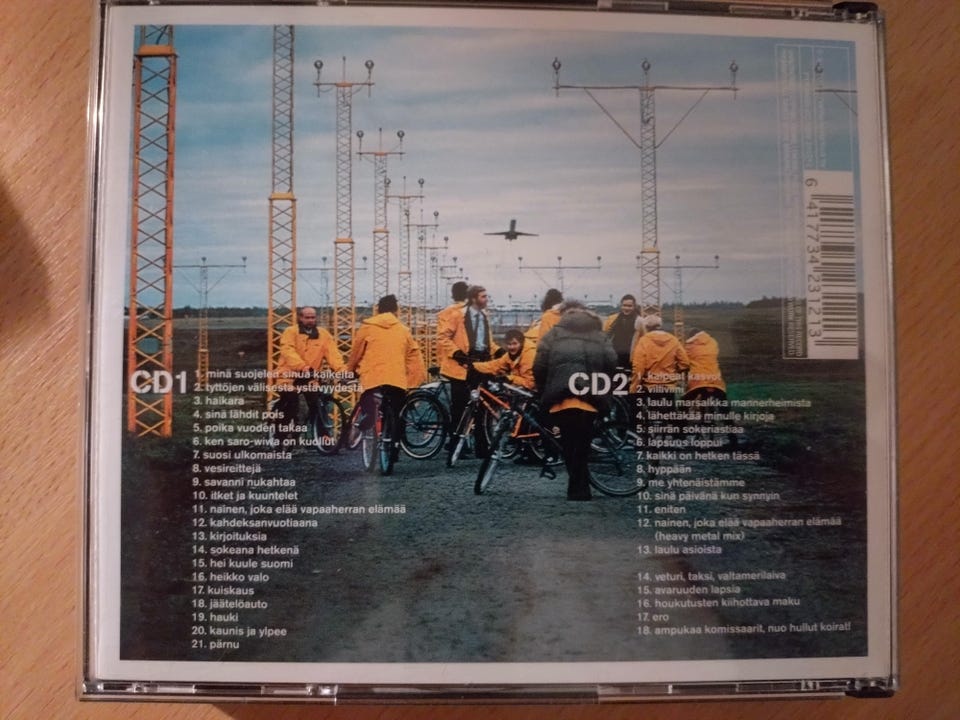 CD1
1. minä suojelen sinua kaikelta
2. tyttöjen välisestä ystävyydestä
3. haikara
4. sinä lähdit pois
5. poika vuoden takaa
6. ken saro-wiwa on kuollut
7. suosi ulkomaista
8. vesireittejä
9. savanni nukahtaa
10. itket ja kuuntelet
11. nainen, joka elää vapaaherran elämää
12. kahdeksanvuotiaana
13. kirjoituksia
14. sokeana hetkenä
15. hei kuule suomi
16. heikko valo
17. kuiskaus
18. jäätelöauto
19. hauki
20. kaunis ja ylpee
21. pärnu
CD2
1. kalpeat kasvot
2. villiviini
3. laulu marsalkka mannerheimista
4. lähettäkää minulle kirjoja
5. siirrän sokeriastiaa
6. lapsuus loppui
7. kaikki on hetken tässä
8. hyppään
9. me yhtenäistämme
10. sinä päivänä kun synnyin
11. eniten
12. nainen, joka elää vapaaherran elämää
(heavy metal mix)
13. laulu asioista
14. veturi, taksi, valtamerilaiva
15. avaruuden lapsia
16. houkutusten kiihottava maku
17. ero
18. ampukaa komissaarit, nuo hullut koirat!
6 417734 231213